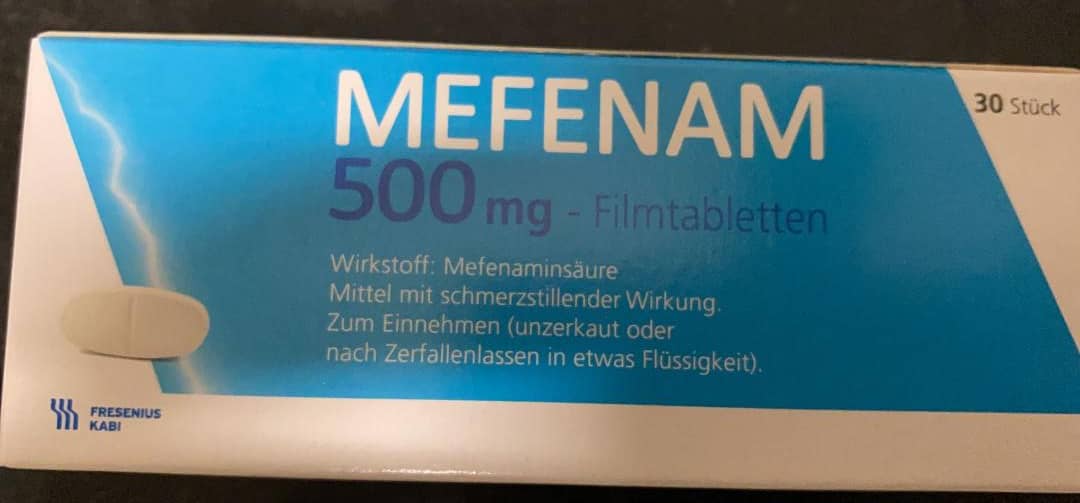 MEFENAM
30 Stück
500 mg - Filmtabletten
Wirkstoff: Mefenaminsäure
Mittel mit schmerzstillender Wirkung.
Zum Einnehmen (unzerkaut oder
nach Zerfallenlassen in etwas Flüssigkeit).
FRESENIUS
KABI